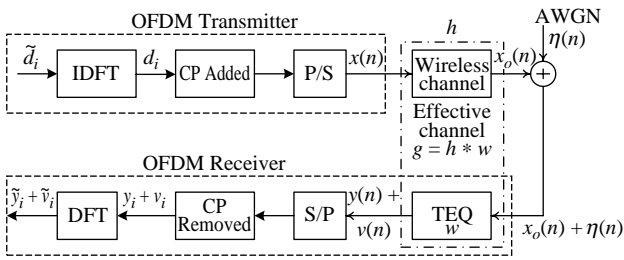 OFDM Transmitter
h
AWGN
η(n)
d̃ᵢ
IDFT
dᵢ
CP Added
P/S
x(n)
Wireless
channel
xₒ(n)
+
Effective
channel
g = h * w
OFDM Receiver
ỹᵢ + ṽᵢ
DFT
yᵢ + vᵢ
CP
Removed
S/P
y(n) +
v(n)
TEQ
w
xₒ(n) + η(n)